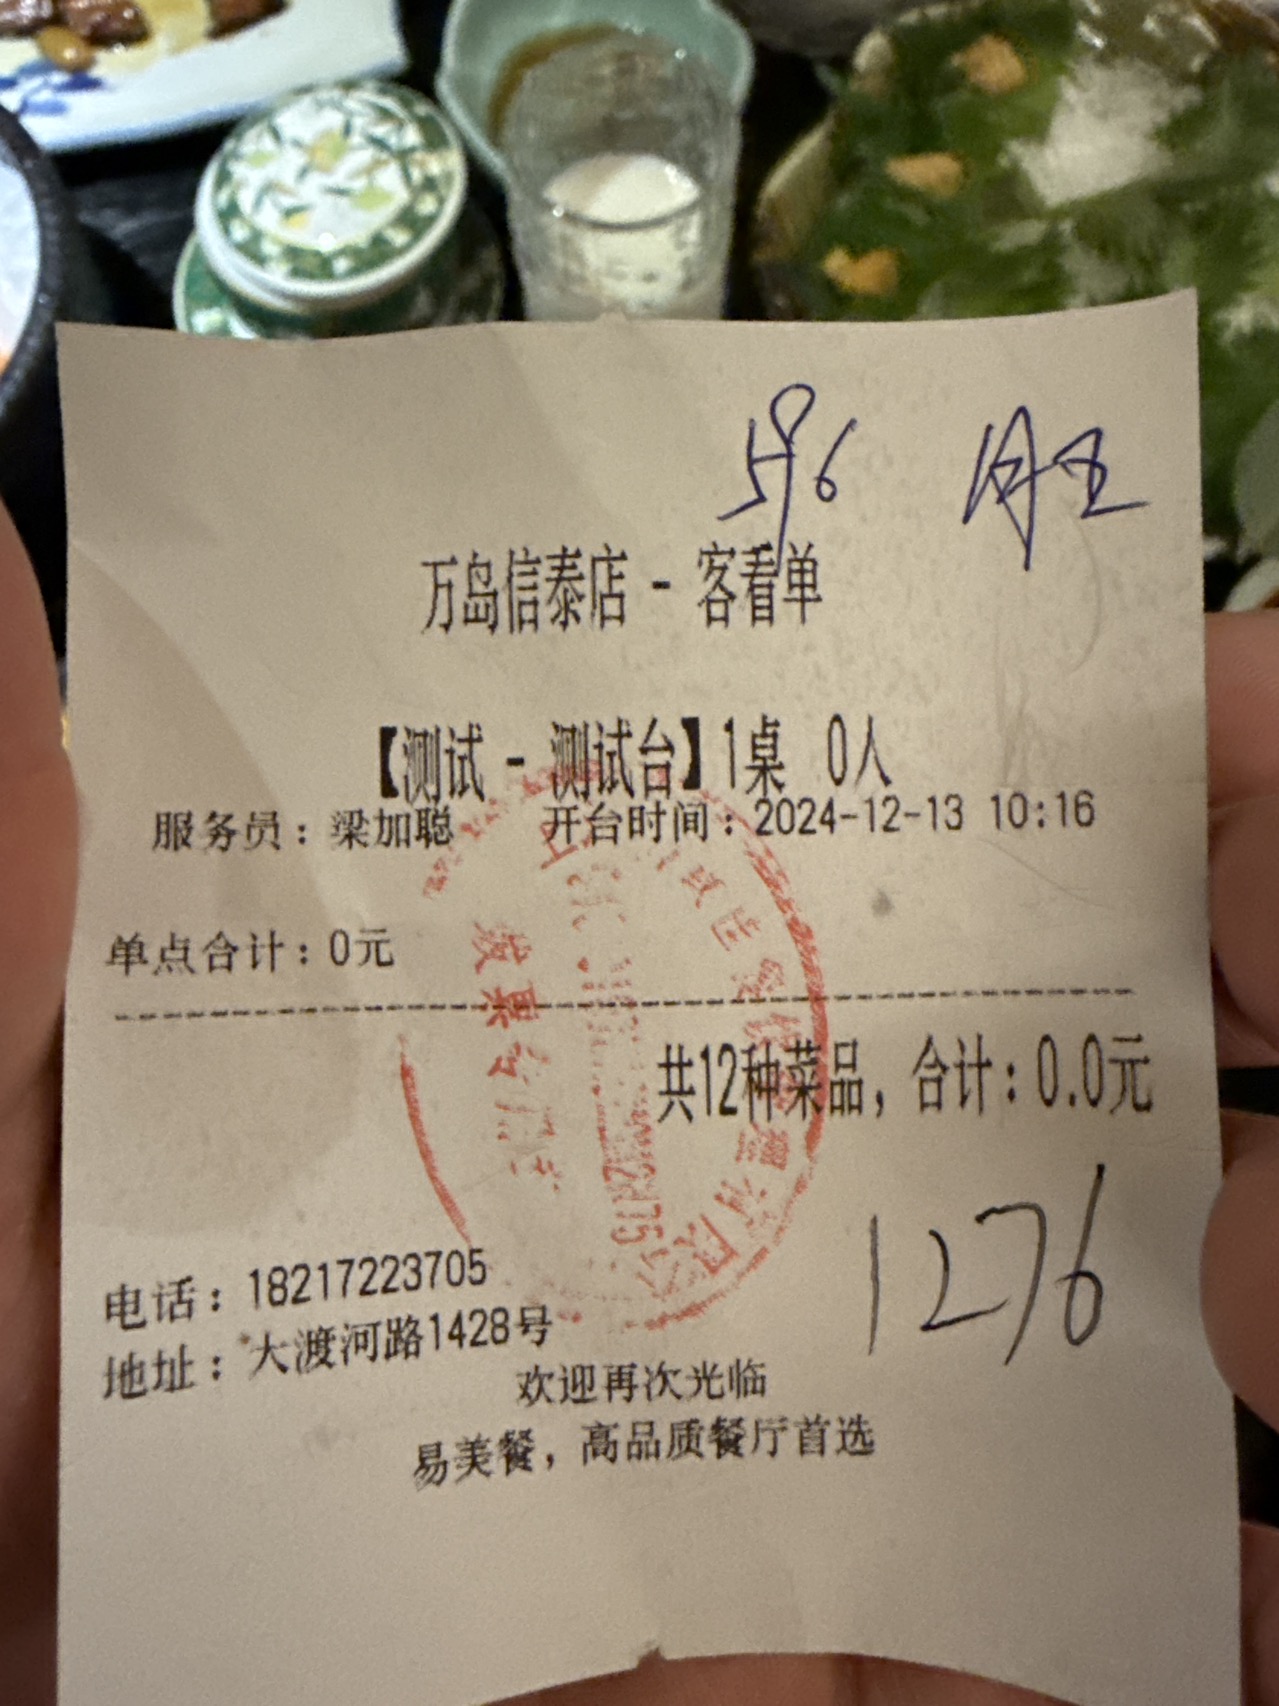 万岛信泰店 - 客看单
【测试 - 测试台】1桌 0人
服务员：梁加聪 开台时间：2024-12-13 10:16
单点合计：0元
共12种菜品，合计：0.0元
1276
电话：18217223705
地址：大渡河路1428号
欢迎再次光临
易美餐，高品质餐厅首选